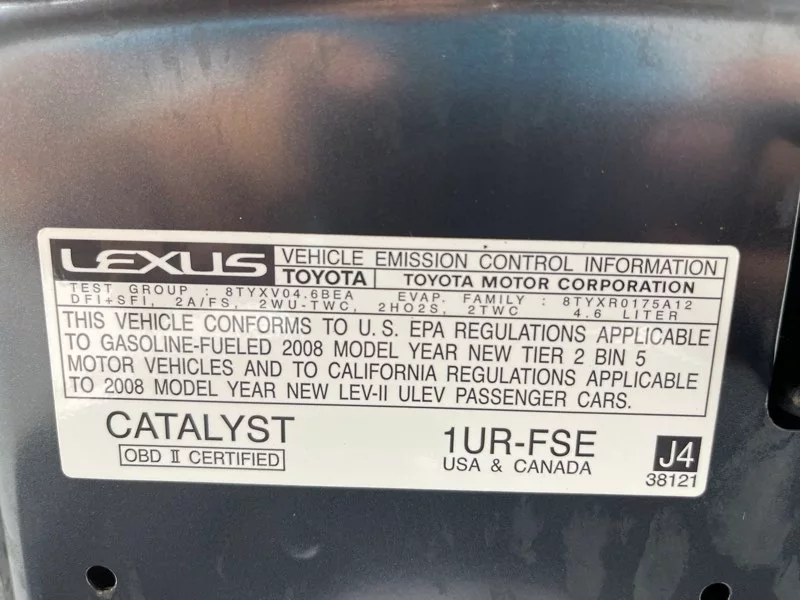 LEXUS VEHICLE EMISSION CONTROL INFORMATION
TOYOTA TOYOTA MOTOR CORPORATION
TEST GROUP : 8TYXV04.6BEA EVAP. FAMILY : 8TYXR0175A12
DFI+SFI, 2A/FS, 2WU-TWC, 2HO2S, 2TWC 4.6 LITER
THIS VEHICLE CONFORMS TO U.S. EPA REGULATIONS APPLICABLE
TO GASOLINE-FUELED 2008 MODEL YEAR NEW TIER 2 BIN 5
MOTOR VEHICLES AND TO CALIFORNIA REGULATIONS APPLICABLE
TO 2008 MODEL YEAR NEW LEV-II ULEV PASSENGER CARS.
CATALYST 1UR-FSE J4
OBD II CERTIFIED USA & CANADA 38121